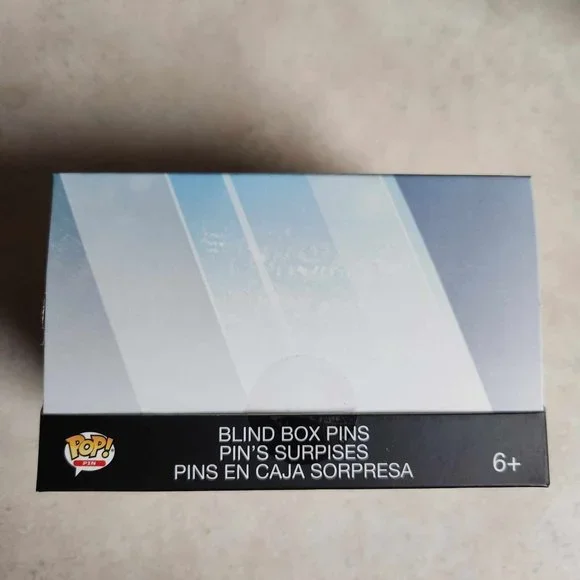 POP!
PIN
BLIND BOX PINS
PIN'S SURPISES
PINS EN CAJA SORPRESA
6+